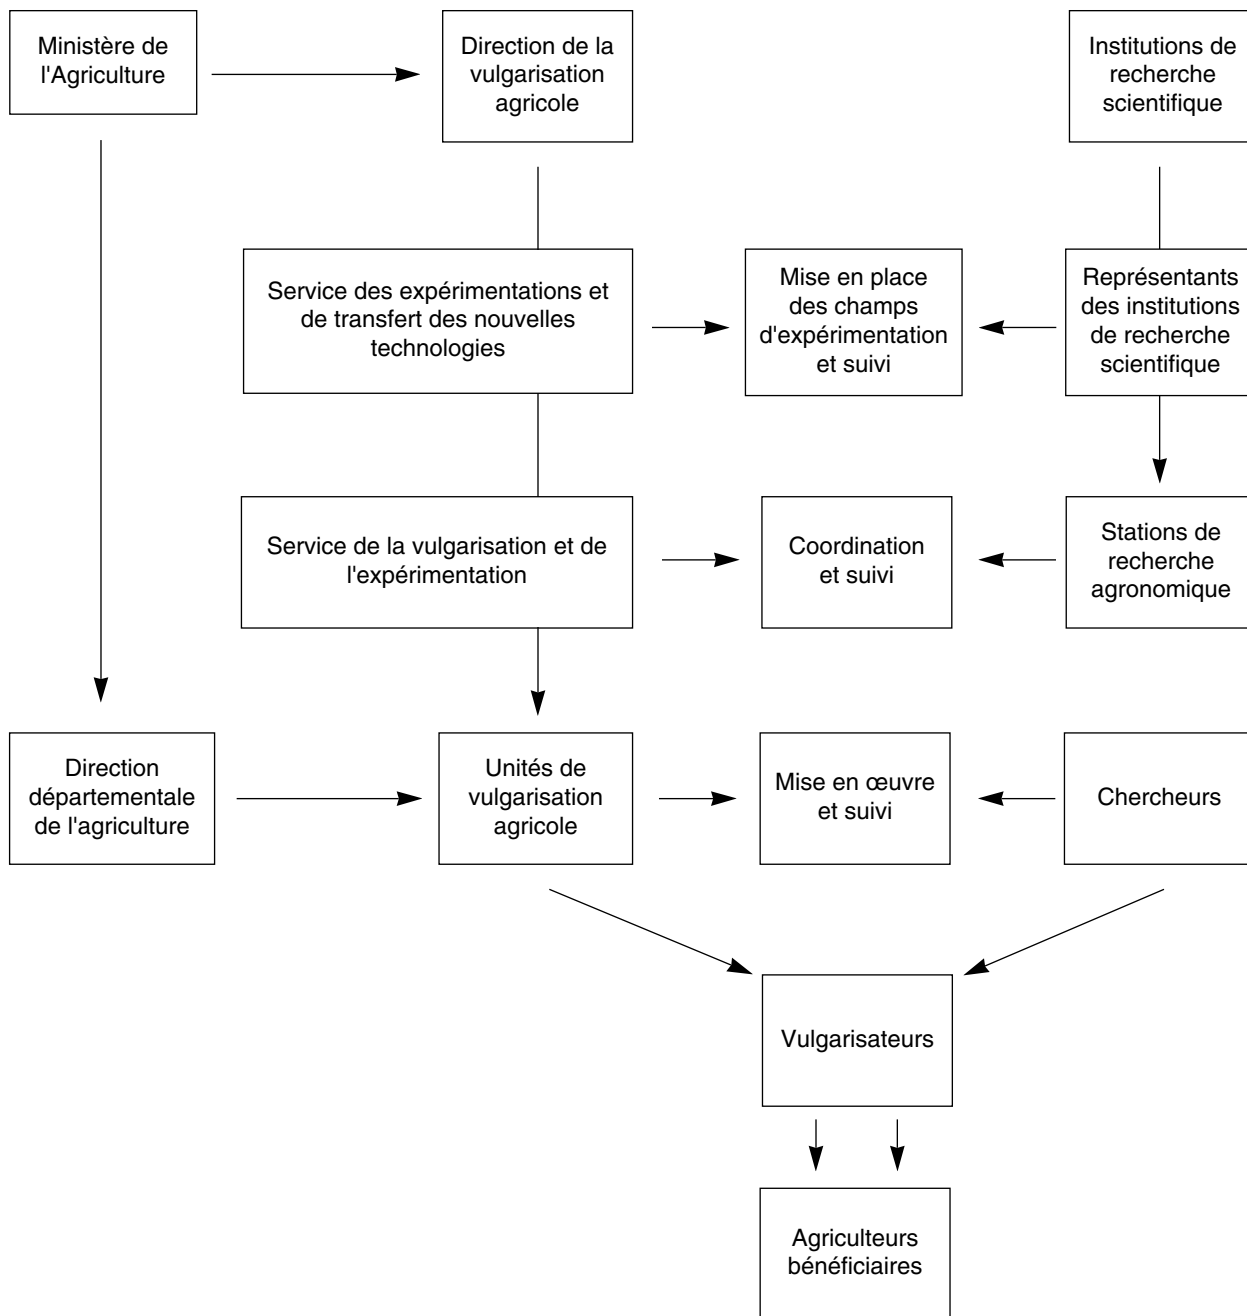 Ministère de
l'Agriculture
Direction de la
vulgarisation
agricole
Institutions de
recherche
scientifique
Service des expérimentations et
de transfert des nouvelles
technologies
Mise en place
des champs
d'expérimentation
et suivi
Représentants
des institutions
de recherche
scientifique
Service de la vulgarisation et de
l'expérimentation
Coordination
et suivi
Stations de
recherche
agronomique
Direction
départementale
de l'agriculture
Unités de
vulgarisation
agricole
Mise en œuvre
et suivi
Chercheurs
Vulgarisateurs
Agriculteurs
bénéficiaires